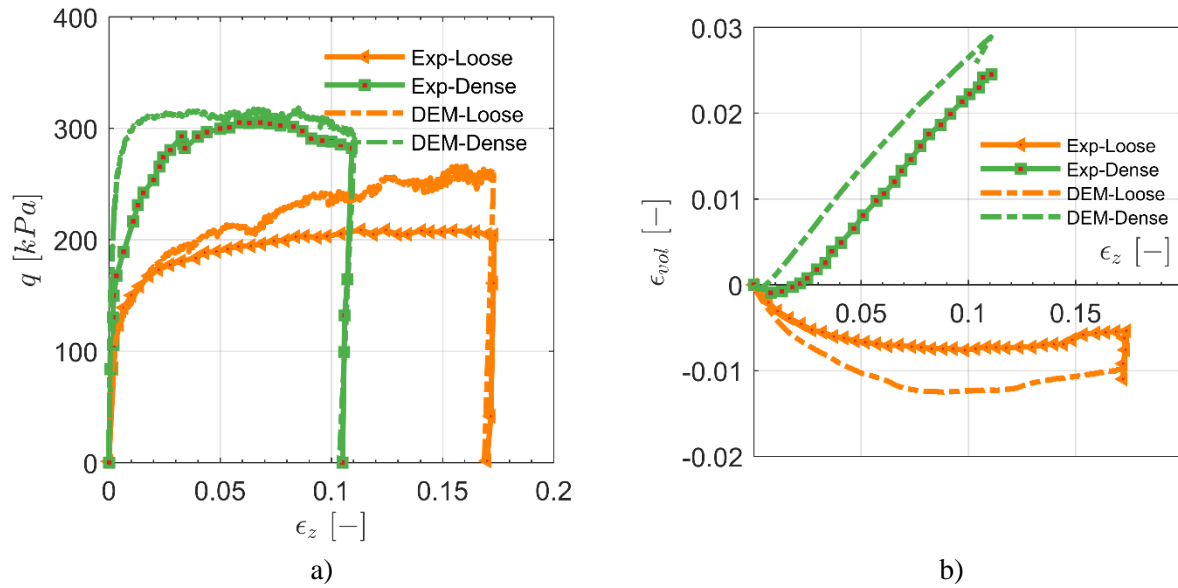 400
300
200
100
0
0
0.05
0.1
0.15
0.2
q [kPa]
ϵz [−]
Exp-Loose
Exp-Dense
DEM-Loose
DEM-Dense
a)
0.03
0.02
0.01
0
-0.01
-0.02
0.05
0.1
0.15
ϵvol [−]
ϵz [−]
Exp-Loose
Exp-Dense
DEM-Loose
DEM-Dense
b)